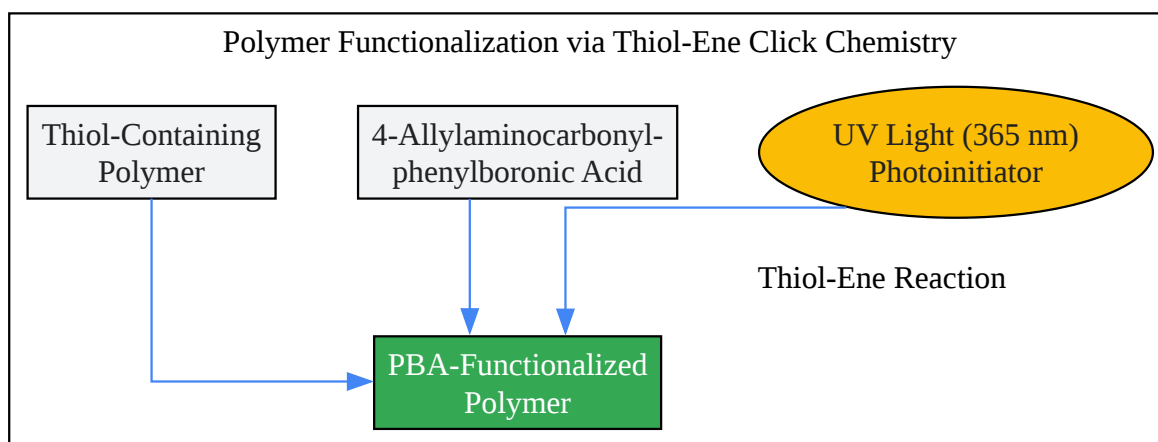 Polymer Functionalization via Thiol-Ene Click Chemistry
Thiol-Containing
Polymer
4-Allylaminocarbonyl-
phenylboronic Acid
UV Light (365 nm)
Photoinitiator
Thiol-Ene Reaction
PBA-Functionalized
Polymer